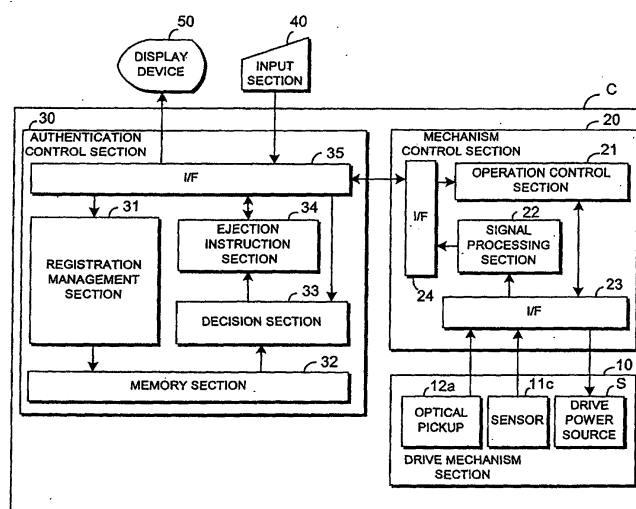 50
40
DISPLAY
DEVICE
INPUT
SECTION
C
30
AUTHENTICATION
CONTROL SECTION
35
I/F
31
REGISTRATION
MANAGEMENT
SECTION
34
EJECTION
INSTRUCTION
SECTION
33
DECISION SECTION
32
MEMORY SECTION
20
MECHANISM
CONTROL SECTION
21
OPERATION CONTROL
SECTION
I/F
24
22
SIGNAL
PROCESSING
SECTION
23
I/F
10
12a
OPTICAL
PICKUP
11c
SENSOR
S
DRIVE
POWER
SOURCE
DRIVE MECHANISM
SECTION